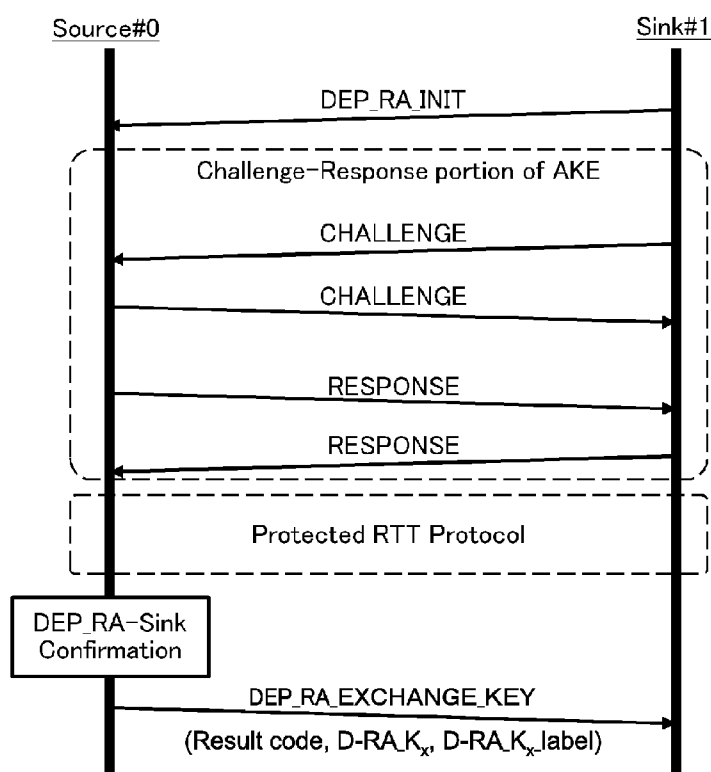 Source#0
Sink#1
DEP_RA_INIT
Challenge-Response portion of AKE
CHALLENGE
CHALLENGE
RESPONSE
RESPONSE
Protected RTT Protocol
DEP_RA-Sink
Confirmation
DEP_RA_EXCHANGE_KEY
(Result code, D-RA_Kₓ, D-RA_Kₓ_label)